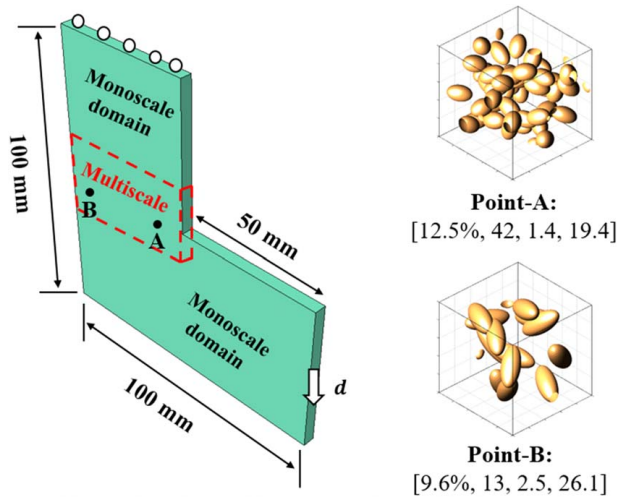 Monoscale
domain
100 mm
Multiscale
B
A
50 mm
Monoscale
domain
100 mm
d
Point-A:
[12.5%, 42, 1.4, 19.4]
Point-B:
[9.6%, 13, 2.5, 26.1]